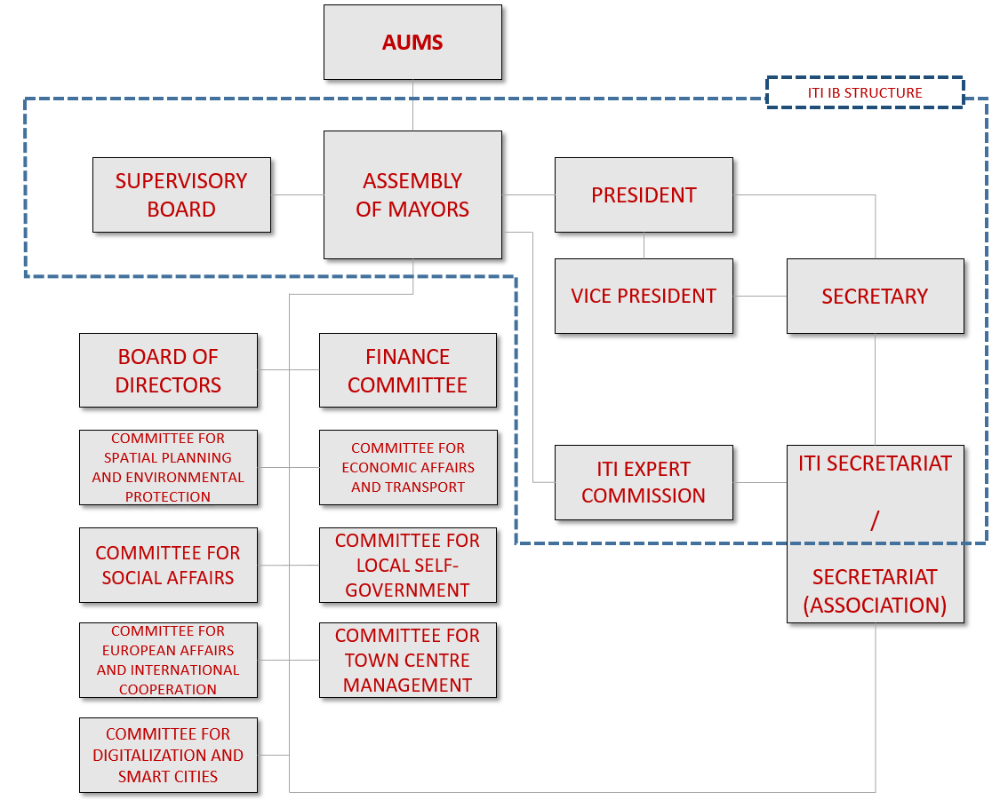 AUMS
ITI IB STRUCTURE
SUPERVISORY
BOARD
ASSEMBLY
OF MAYORS
PRESIDENT
VICE PRESIDENT
SECRETARY
BOARD OF
DIRECTORS
FINANCE
COMMITTEE
COMMITTEE FOR
SPATIAL PLANNING
AND ENVIRONMENTAL
PROTECTION
COMMITTEE FOR
ECONOMIC AFFAIRS
AND TRANSPORT
ITI EXPERT
COMMISSION
ITI SECRETARIAT
/
SECRETARIAT
(ASSOCIATION)
COMMITTEE FOR
SOCIAL AFFAIRS
COMMITTEE FOR
LOCAL SELF-
GOVERNMENT
COMMITTEE FOR
EUROPEAN AFFAIRS
AND INTERNATIONAL
COOPERATION
COMMITTEE FOR
TOWN CENTRE
MANAGEMENT
COMMITTEE FOR
DIGITALIZATION AND
SMART CITIES